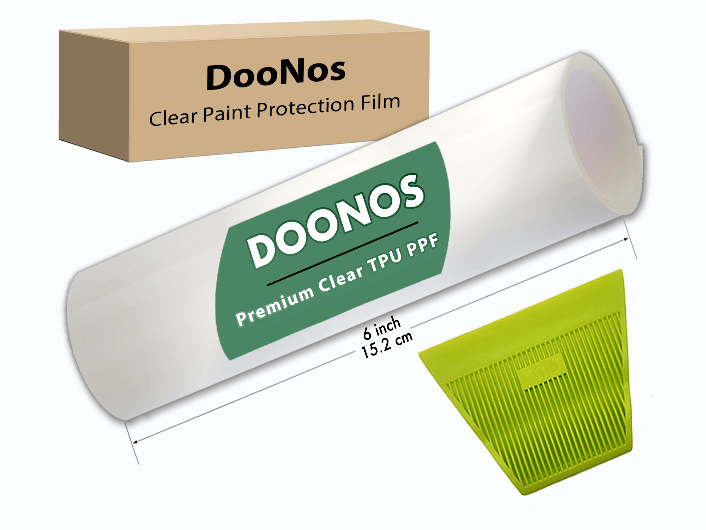 DooNos
Clear Paint Protection Film
DOONOS
Premium Clear TPU PPF
6 inch
15.2 cm